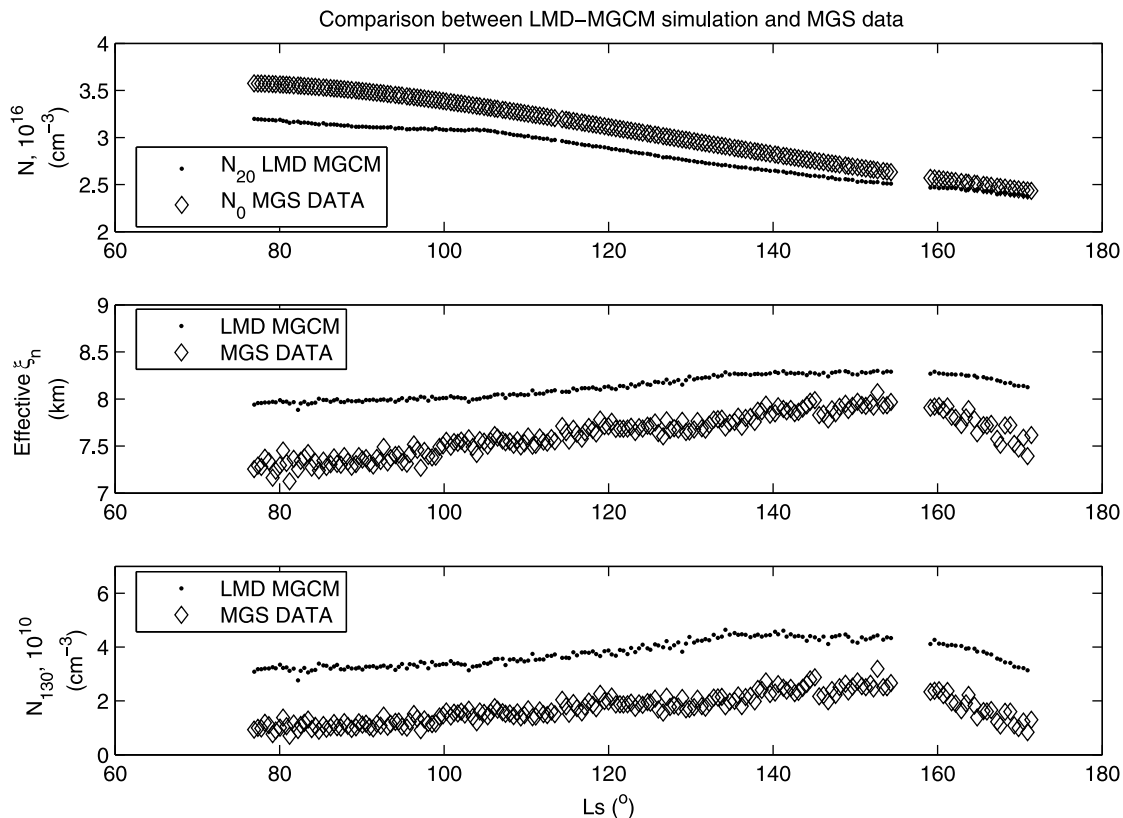 Comparison between LMD−MGCM simulation and MGS data
N, 10^16
(cm^−3)
4
3.5
3
2.5
2
N_20 LMD MGCM
N_0 MGS DATA
60 80 100 120 140 160 180
Effective ξ_n
(km)
9
8.5
8
7.5
7
LMD MGCM
MGS DATA
60 80 100 120 140 160 180
N_130, 10^10
(cm^−3)
6
4
2
0
LMD MGCM
MGS DATA
60 80 100 120 140 160 180
Ls (°)